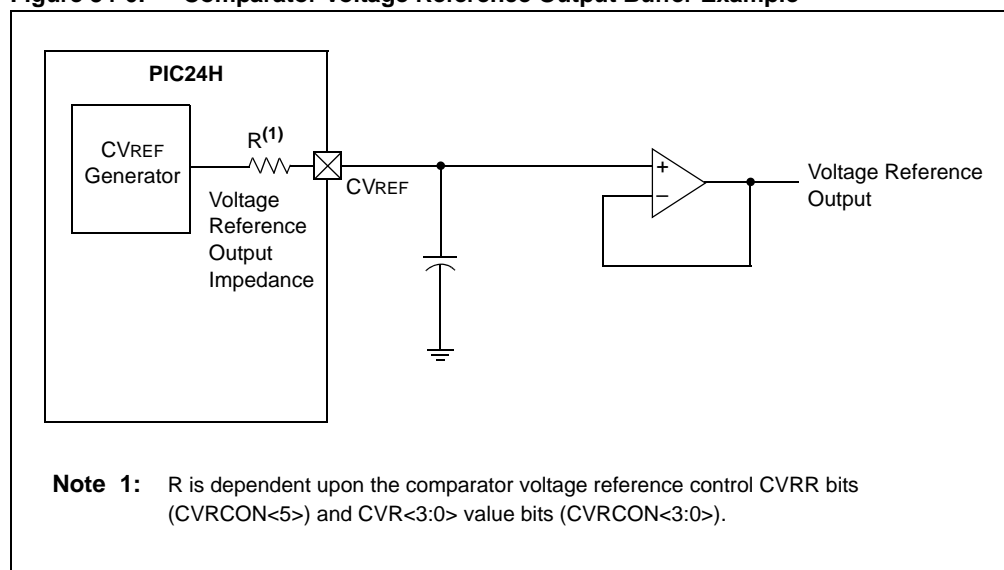 Figure 34-6: Comparator Voltage Reference Output Buffer Example
PIC24H
CVREF
Generator
R(1)
CVREF
Voltage
Reference
Output
Impedance
+
–
Voltage Reference
Output
Note 1: R is dependent upon the comparator voltage reference control CVRR bits
(CVRCON<5>) and CVR<3:0> value bits (CVRCON<3:0>).